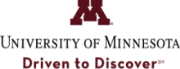 M
University of Minnesota
Driven to Discover℠